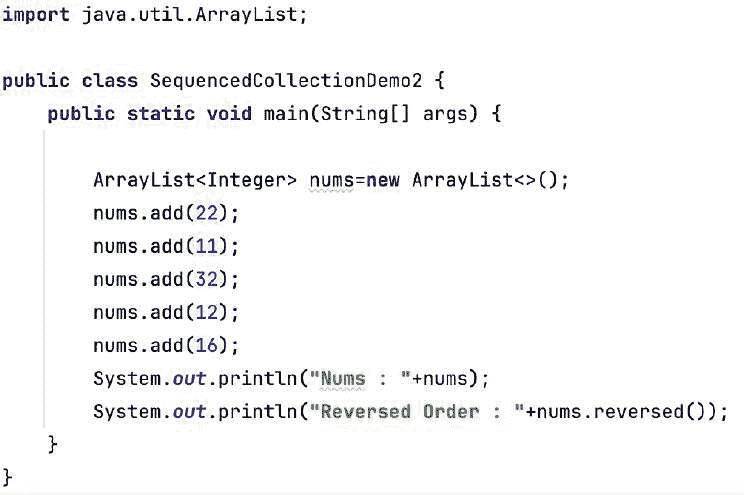 import java.util.ArrayList;
public class SequencedCollectionDemo2 {
public static void main(String[] args) {
ArrayList<Integer> nums=new ArrayList<>();
nums.add(22);
nums.add(11);
nums.add(32);
nums.add(12);
nums.add(16);
System.out.println("Nums : "+nums);
System.out.println("Reversed Order : "+nums.reversed());
}
}